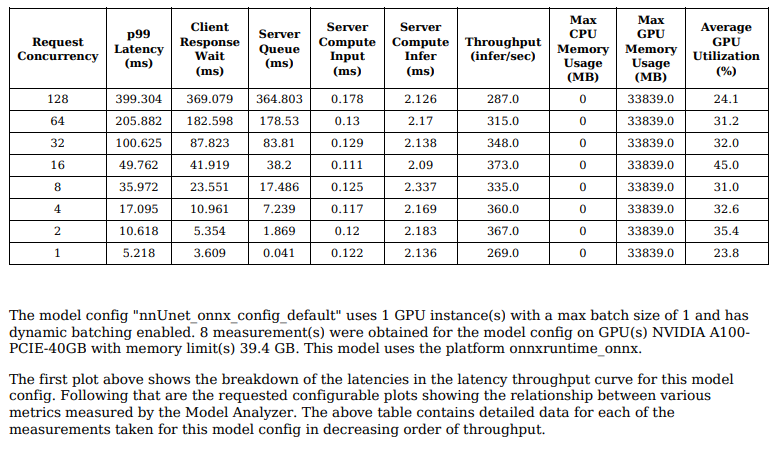 Request Concurrency | p99 Latency (ms) | Client Response Wait (ms) | Server Queue (ms) | Server Compute Input (ms) | Server Compute Infer (ms) | Throughput (infer/sec) | Max CPU Memory Usage (MB) | Max GPU Memory Usage (MB) | Average GPU Utilization (%)
128 | 399.304 | 369.079 | 364.803 | 0.178 | 2.126 | 287.0 | 0 | 33839.0 | 24.1
64 | 205.882 | 182.598 | 178.53 | 0.13 | 2.17 | 315.0 | 0 | 33839.0 | 31.2
32 | 100.625 | 87.823 | 83.81 | 0.129 | 2.138 | 348.0 | 0 | 33839.0 | 32.0
16 | 49.762 | 41.919 | 38.2 | 0.111 | 2.09 | 373.0 | 0 | 33839.0 | 45.0
8 | 35.972 | 23.551 | 17.486 | 0.125 | 2.337 | 335.0 | 0 | 33839.0 | 31.0
4 | 17.095 | 10.961 | 7.239 | 0.117 | 2.169 | 360.0 | 0 | 33839.0 | 32.6
2 | 10.618 | 5.354 | 1.869 | 0.12 | 2.183 | 367.0 | 0 | 33839.0 | 35.4
1 | 5.218 | 3.609 | 0.041 | 0.122 | 2.136 | 269.0 | 0 | 33839.0 | 23.8
The model config "nnUnet_onnx_config_default" uses 1 GPU instance(s) with a max batch size of 1 and has
dynamic batching enabled. 8 measurement(s) were obtained for the model config on GPU(s) NVIDIA A100-
PCIE-40GB with memory limit(s) 39.4 GB. This model uses the platform onnxruntime_onnx.
The first plot above shows the breakdown of the latencies in the latency throughput curve for this model
config. Following that are the requested configurable plots showing the relationship between various
metrics measured by the Model Analyzer. The above table contains detailed data for each of the
measurements taken for this model config in decreasing order of throughput.